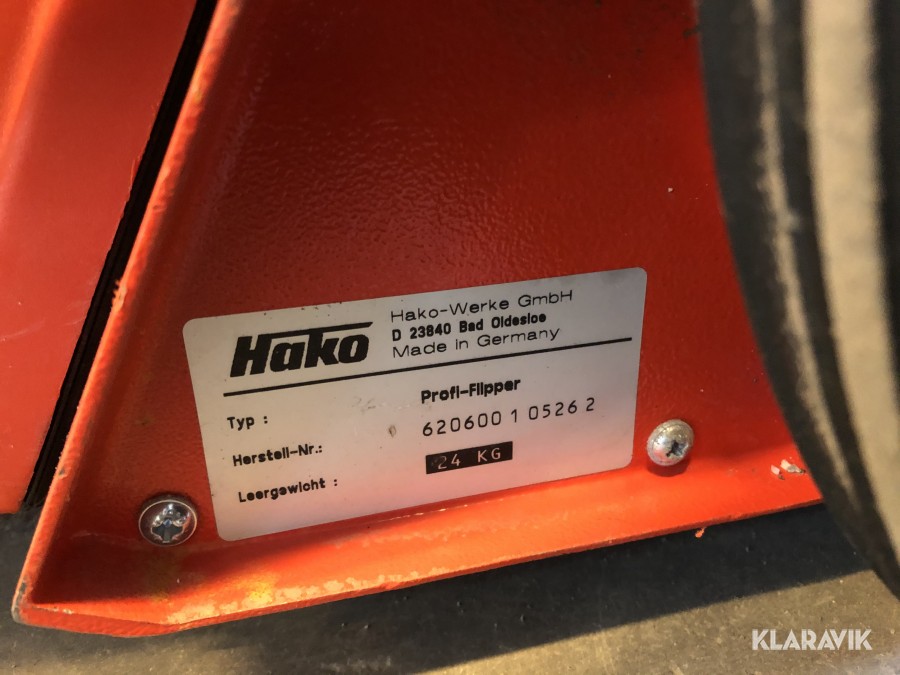 Hako
Hako-Werke GmbH
D 23840 Bad Oldesloe
Made in Germany
Typ : Profi-Flipper
Herstell-Nr.: 620600 1 0526 2
Leergewicht : 24 KG
KLARAVIK